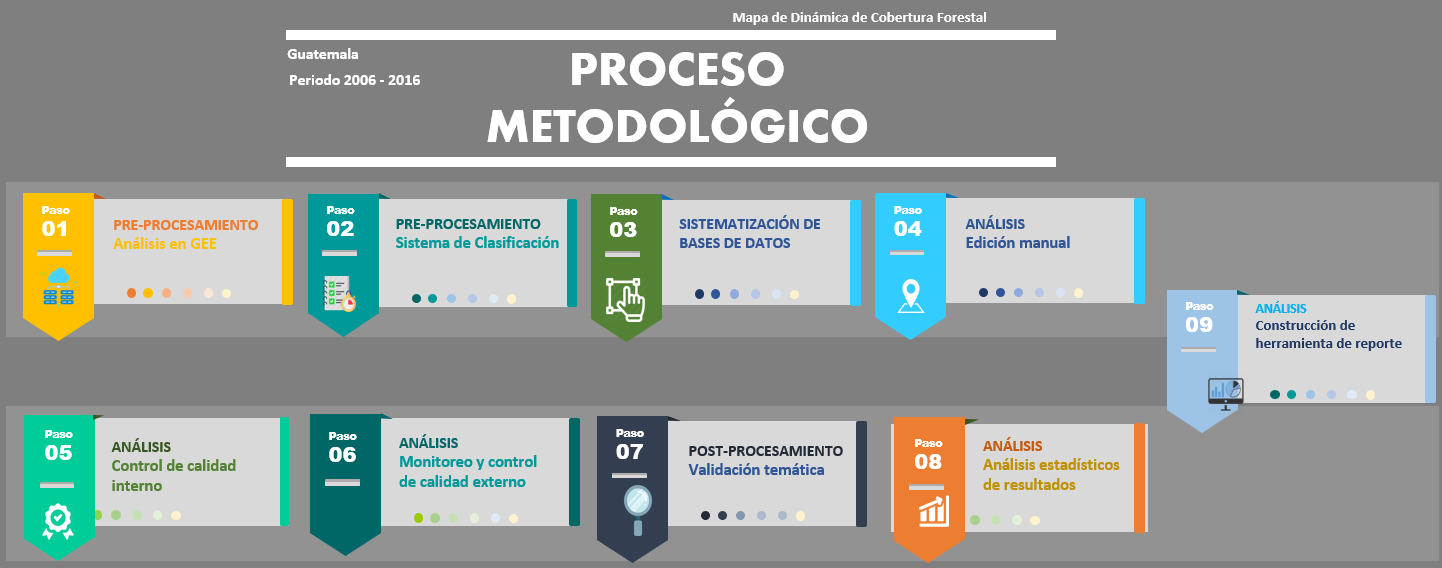 Mapa de Dinámica de Cobertura Forestal
Guatemala
Periodo 2006 - 2016
PROCESO
METODOLÓGICO
Paso
01
PRE-PROCESAMIENTO
Análisis en GEE
Paso
02
PRE-PROCESAMIENTO
Sistema de Clasificación
Paso
03
SISTEMATIZACIÓN DE
BASES DE DATOS
Paso
04
ANÁLISIS
Edición manual
Paso
05
ANÁLISIS
Control de calidad
interno
Paso
06
ANÁLISIS
Monitoreo y control
de calidad externo
Paso
07
POST-PROCESAMIENTO
Validación temática
Paso
08
ANÁLISIS
Análisis estadísticos
de resultados
Paso
09
ANÁLISIS
Construcción de
herramienta de reporte